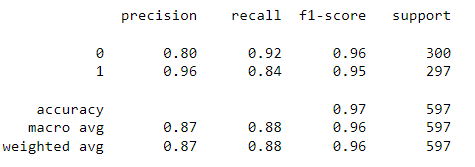 precision recall f1-score support
0 0.80 0.92 0.96 300
1 0.96 0.84 0.95 297
accuracy 0.97 597
macro avg 0.87 0.88 0.96 597
weighted avg 0.87 0.88 0.96 597